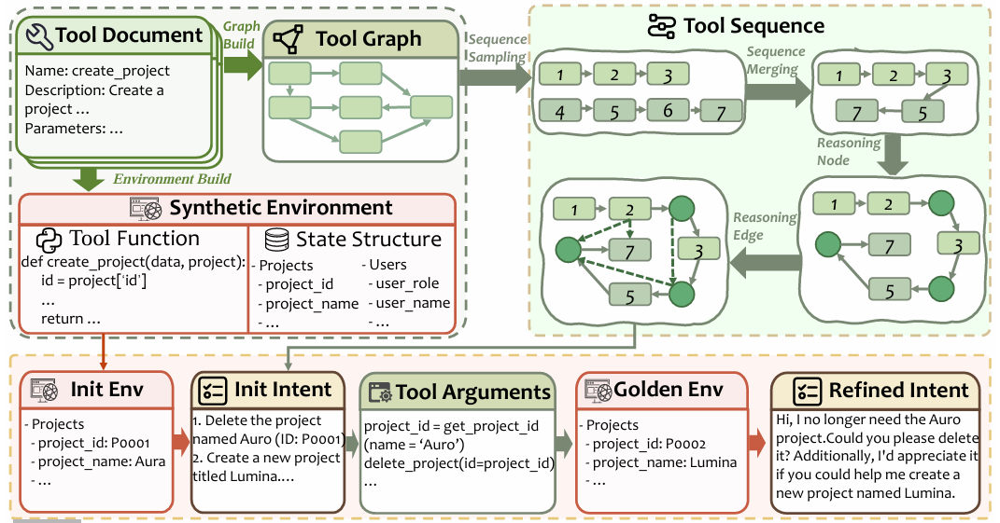 Tool Document
Name: create_project
Description: Create a
project ...
Parameters: ...
Graph
Build
Tool Graph
Sequence
Sampling
Tool Sequence
1 2 3
4 5 6 7
Sequence
Merging
1 2 3
7 5
Reasoning
Node
1 2
7 3
5
Reasoning
Edge
1 2
7 3
5
Environment Build
Synthetic Environment
Tool Function
def create_project(data, project):
id = project['id']
...
return ...
State Structure
- Projects
- project_id
- project_name
- ...
- Users
- user_role
- user_name
- ...
Init Env
- Projects
- project_id: P0001
- project_name: Aura
- ...
Init Intent
1. Delete the project
named Auro (ID: P0001)
2. Create a new project
titled Lumina....
Tool Arguments
project_id = get_project_id
(name = ‘Auro’)
delete_project(id=project_id)
...
Golden Env
- Projects
- project_id: P0002
- project_name: Lumina
- ...
Refined Intent
Hi, I no longer need the Auro
project.Could you please delete
it? Additionally, I'd appreciate it
if you could help me create a
new project named Lumina.